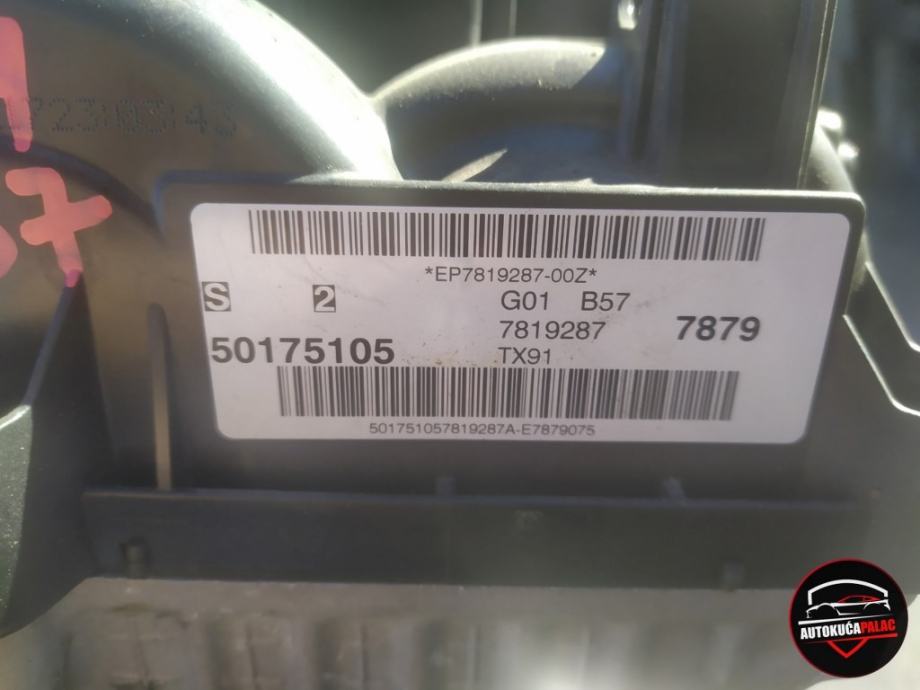 *EP7819287-00Z*
S 2
G01 B57
7819287
7879
50175105
TX91
501751057819287A-E7879075
AUTOKUĆAPALAC